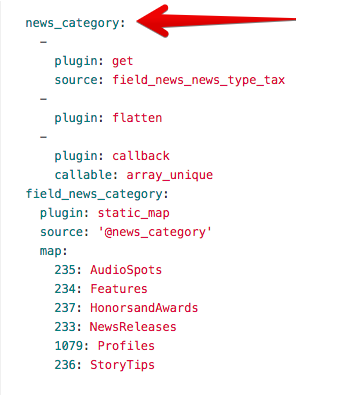 news_category:
-
plugin: get
source: field_news_news_type_tax
-
plugin: flatten
-
plugin: callback
callable: array_unique
field_news_category:
plugin: static_map
source: '@news_category'
map:
235: AudioSpots
234: Features
237: HonorsandAwards
233: NewsReleases
1079: Profiles
236: StoryTips